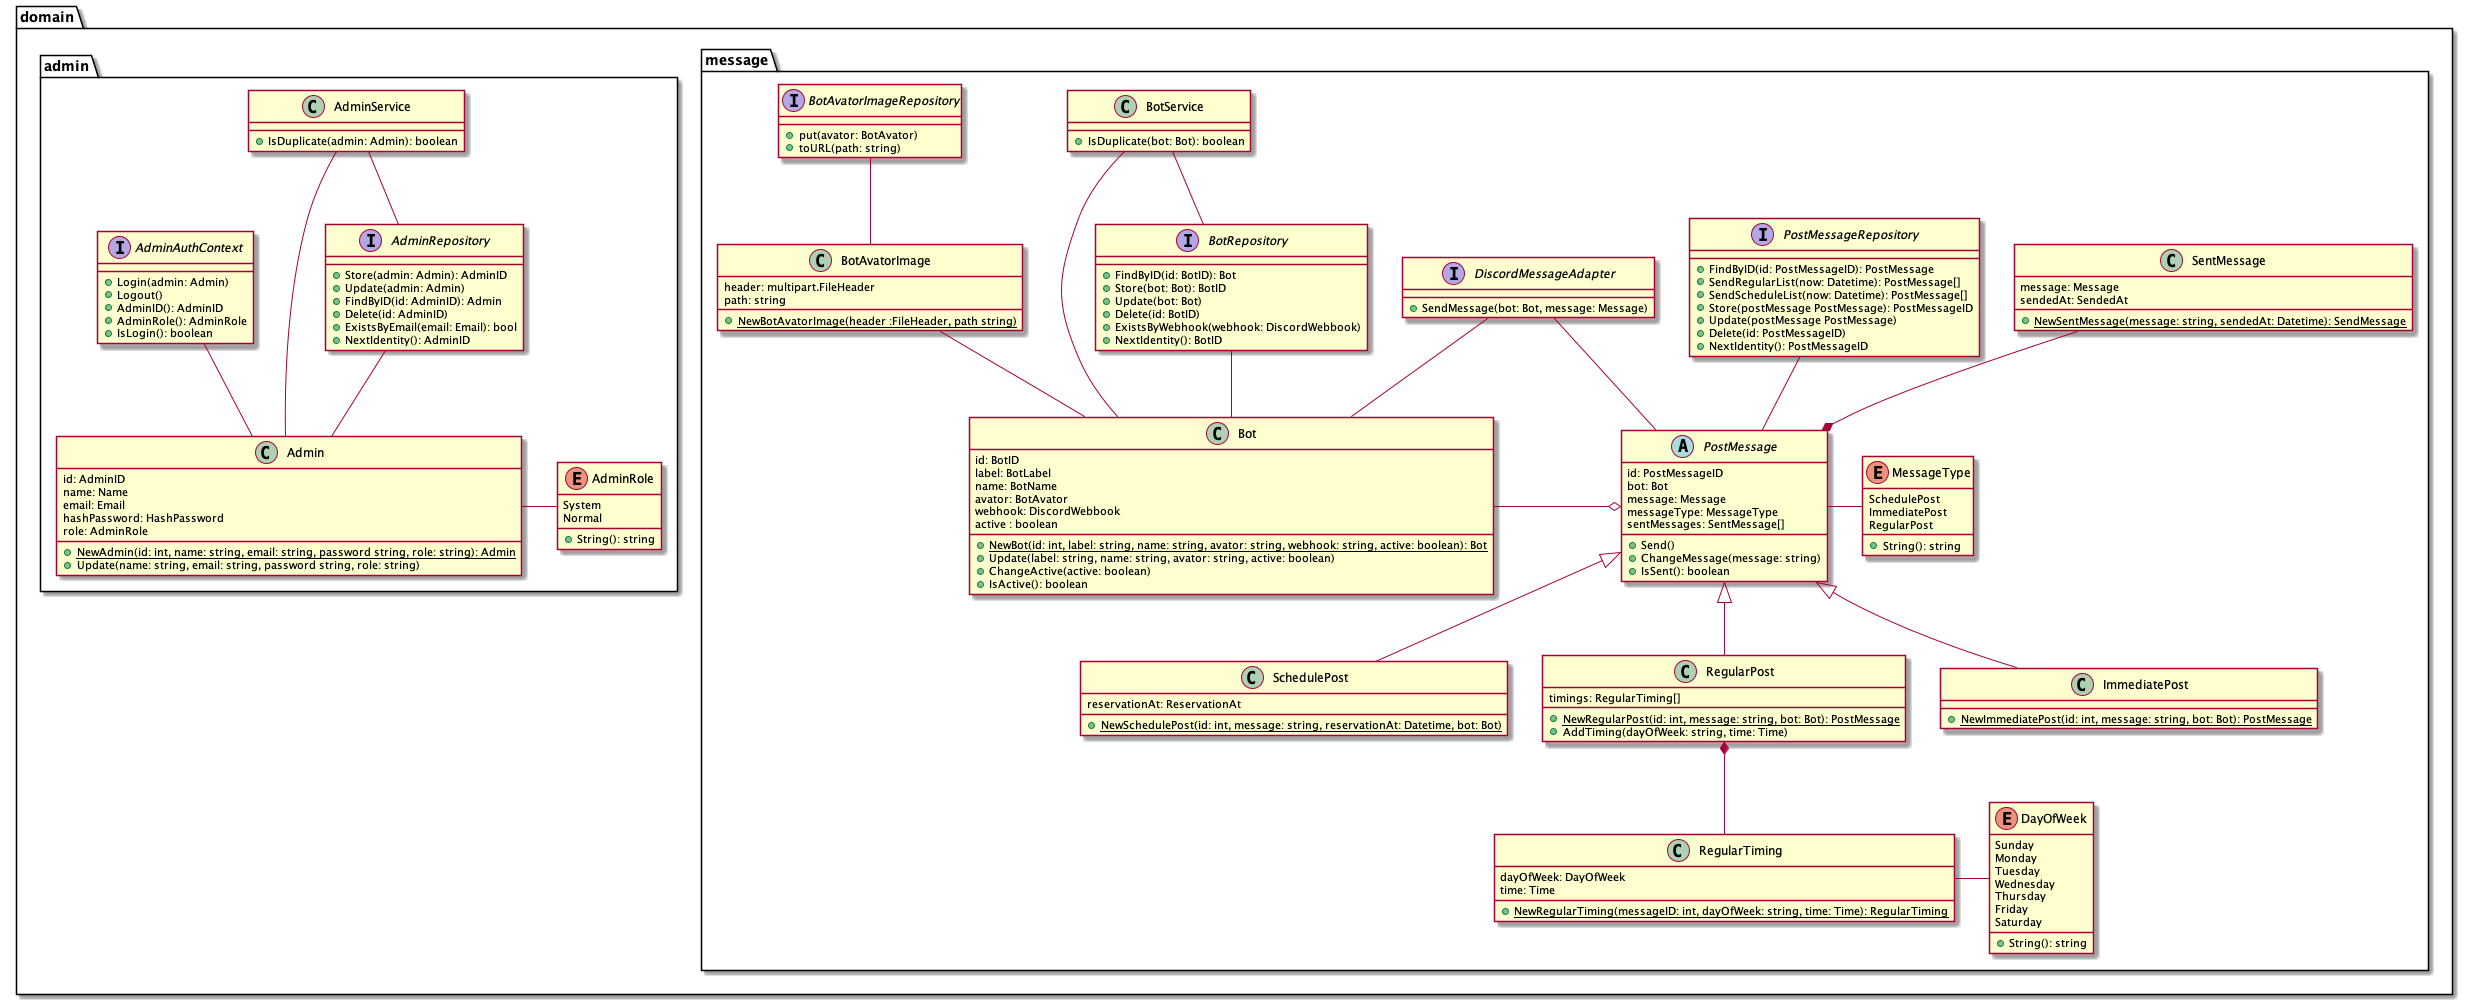 domain
admin
C AdminService
IsDuplicate(admin: Admin): boolean
I AdminAuthContext
Login(admin: Admin)
Logout()
AdminID(): AdminID
AdminRole(): AdminRole
IsLogin(): boolean
I AdminRepository
Store(admin: Admin): AdminID
Update(admin: Admin)
FindByID(id: AdminID): Admin
Delete(id: AdminID)
ExistsByEmail(email: Email): bool
NextIdentity(): AdminID
C Admin
id: AdminID
name: Name
email: Email
hashPassword: HashPassword
role: AdminRole
NewAdmin(id: int, name: string, email: string, password string, role: string): Admin
Update(name: string, email: string, password string, role: string)
E AdminRole
System
Normal
String(): string
message
I BotAvatorImageRepository
put(avator: BotAvator)
toURL(path: string)
C BotService
IsDuplicate(bot: Bot): boolean
C BotAvatorImage
header: multipart.FileHeader
path: string
NewBotAvatorImage(header :FileHeader, path string)
I BotRepository
FindByID(id: BotID): Bot
Store(bot: Bot): BotID
Update(bot: Bot)
Delete(id: BotID)
ExistsByWebhook(webhook: DiscordWebbook)
NextIdentity(): BotID
I DiscordMessageAdapter
SendMessage(bot: Bot, message: Message)
I PostMessageRepository
FindByID(id: PostMessageID): PostMessage
SendRegularList(now: Datetime): PostMessage[]
SendScheduleList(now: Datetime): PostMessage[]
Store(postMessage PostMessage): PostMessageID
Update(postMessage PostMessage)
Delete(id: PostMessageID)
NextIdentity(): PostMessageID
C SentMessage
message: Message
sendedAt: SendedAt
NewSentMessage(message: string, sendedAt: Datetime): SendMessage
C Bot
id: BotID
label: BotLabel
name: BotName
avator: BotAvator
webhook: DiscordWebbook
active : boolean
NewBot(id: int, label: string, name: string, avator: string, webhook: string, active: boolean): Bot
Update(label: string, name: string, avator: string, active: boolean)
ChangeActive(active: boolean)
IsActive(): boolean
A PostMessage
id: PostMessageID
bot: Bot
message: Message
messageType: MessageType
sentMessages: SentMessage[]
Send()
ChangeMessage(message: string)
IsSent(): boolean
E MessageType
SchedulePost
ImmediatePost
RegularPost
String(): string
C SchedulePost
reservationAt: ReservationAt
NewSchedulePost(id: int, message: string, reservationAt: Datetime, bot: Bot)
C RegularPost
timings: RegularTiming[]
NewRegularPost(id: int, message: string, bot: Bot): PostMessage
AddTiming(dayOfWeek: string, time: Time)
C ImmediatePost
NewImmediatePost(id: int, message: string, bot: Bot): PostMessage
C RegularTiming
dayOfWeek: DayOfWeek
time: Time
NewRegularTiming(messageID: int, dayOfWeek: string, time: Time): RegularTiming
E DayOfWeek
Sunday
Monday
Tuesday
Wednesday
Thursday
Friday
Saturday
String(): string